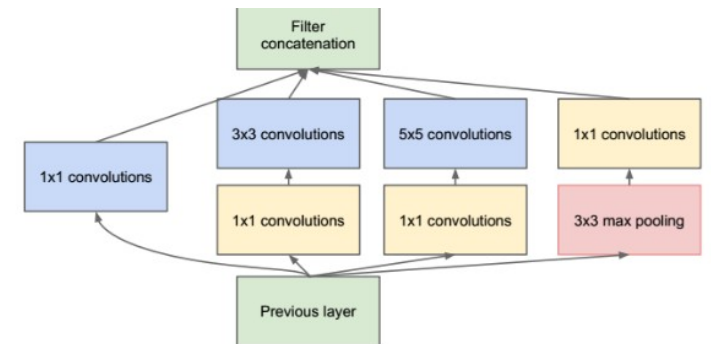 Filter
concatenation
3x3 convolutions
5x5 convolutions
1x1 convolutions
1x1 convolutions
1x1 convolutions
1x1 convolutions
3x3 max pooling
Previous layer